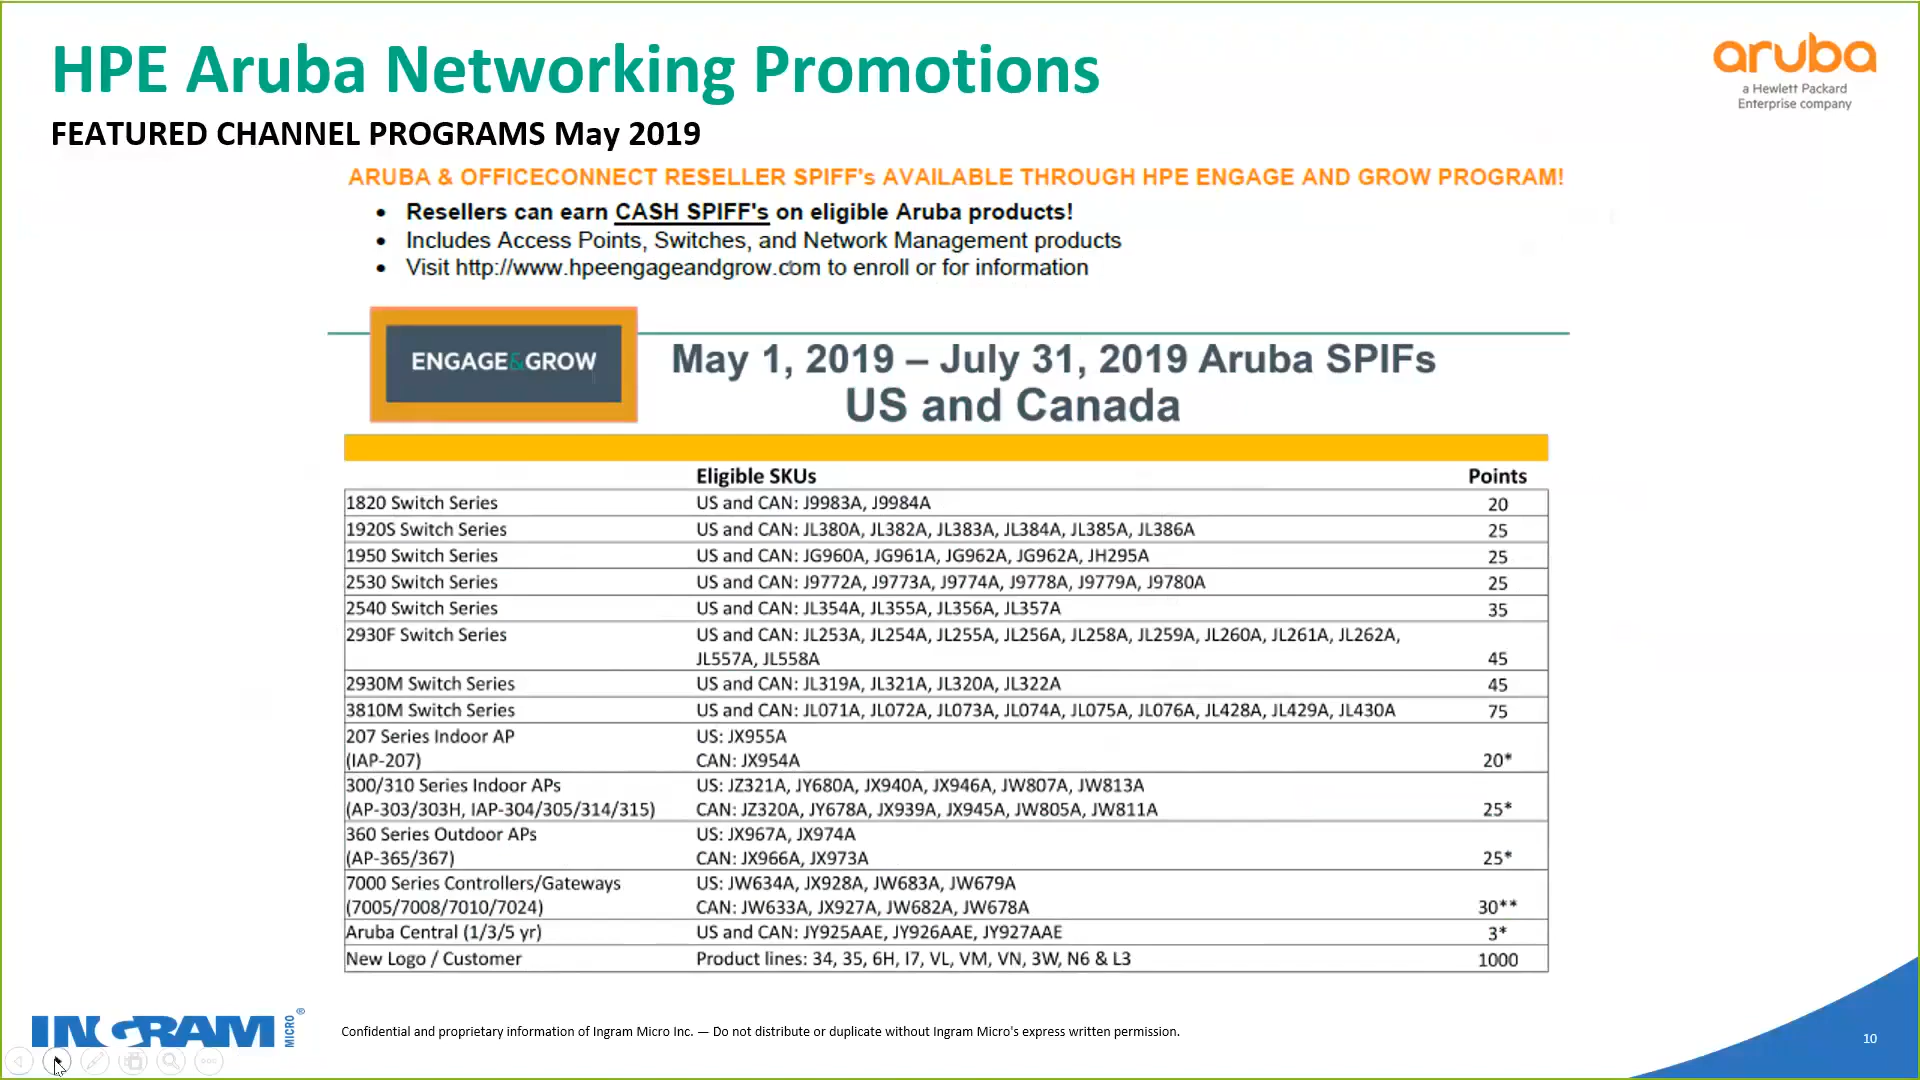 HPE Aruba Networking Promotions
FEATURED CHANNEL PROGRAMS May 2019
aruba
a Hewlett Packard
Enterprise company
ARUBA & OFFICECONNECT RESELLER SPIFF's AVAILABLE THROUGH HPE ENGAGE AND GROW PROGRAM!
• Resellers can earn CASH SPIFF's on eligible Aruba products!
• Includes Access Points, Switches, and Network Management products
• Visit http://www.hpeengageandgrow.com to enroll or for information
ENGAGE&GROW
May 1, 2019 – July 31, 2019 Aruba SPIFs
US and Canada
Eligible SKUs Points
1820 Switch Series US and CAN: J9983A, J9984A 20
1920S Switch Series US and CAN: JL380A, JL382A, JL383A, JL384A, JL385A, JL386A 25
1950 Switch Series US and CAN: JG960A, JG961A, JG962A, JG962A, JH295A 25
2530 Switch Series US and CAN: J9772A, J9773A, J9774A, J9778A, J9779A, J9780A 25
2540 Switch Series US and CAN: JL354A, JL355A, JL356A, JL357A 35
2930F Switch Series US and CAN: JL253A, JL254A, JL255A, JL256A, JL258A, JL259A, JL260A, JL261A, JL262A,
JL557A, JL558A 45
2930M Switch Series US and CAN: JL319A, JL321A, JL320A, JL322A 45
3810M Switch Series US and CAN: JL071A, JL072A, JL073A, JL074A, JL075A, JL076A, JL428A, JL429A, JL430A 75
207 Series Indoor AP US: JX955A
(IAP-207) CAN: JX954A 20*
300/310 Series Indoor APs US: JZ321A, JY680A, JX940A, JX946A, JW807A, JW813A
(AP-303/303H, IAP-304/305/314/315) CAN: JZ320A, JY678A, JX939A, JX945A, JW805A, JW811A 25*
360 Series Outdoor APs US: JX967A, JX974A
(AP-365/367) CAN: JX966A, JX973A 25*
7000 Series Controllers/Gateways US: JW634A, JX928A, JW683A, JW679A
(7005/7008/7010/7024) CAN: JW633A, JX927A, JW682A, JW678A 30**
Aruba Central (1/3/5 yr) US and CAN: JY925AAE, JY926AAE, JY927AAE 3*
New Logo / Customer Product lines: 34, 35, 6H, I7, VL, VM, VN, 3W, N6 & L3 1000
INGRAM MICRO®
Confidential and proprietary information of Ingram Micro Inc. — Do not distribute or duplicate without Ingram Micro's express written permission.
10